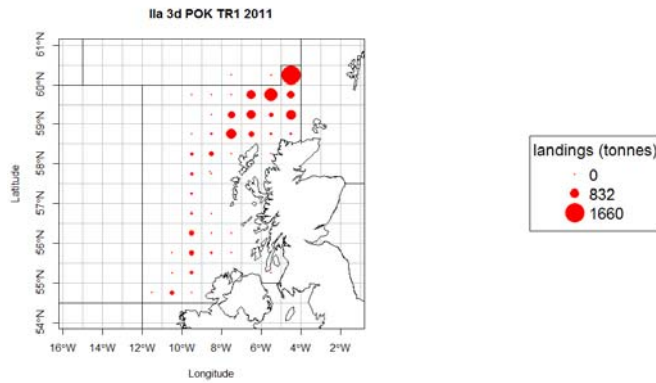 IIa 3d POK TR1 2011
61°N
60°N
59°N
58°N
57°N
56°N
55°N
54°N
Latitude
16°W 14°W 12°W 10°W 8°W 6°W 4°W 2°W
Longitude
landings (tonnes)
0
832
1660